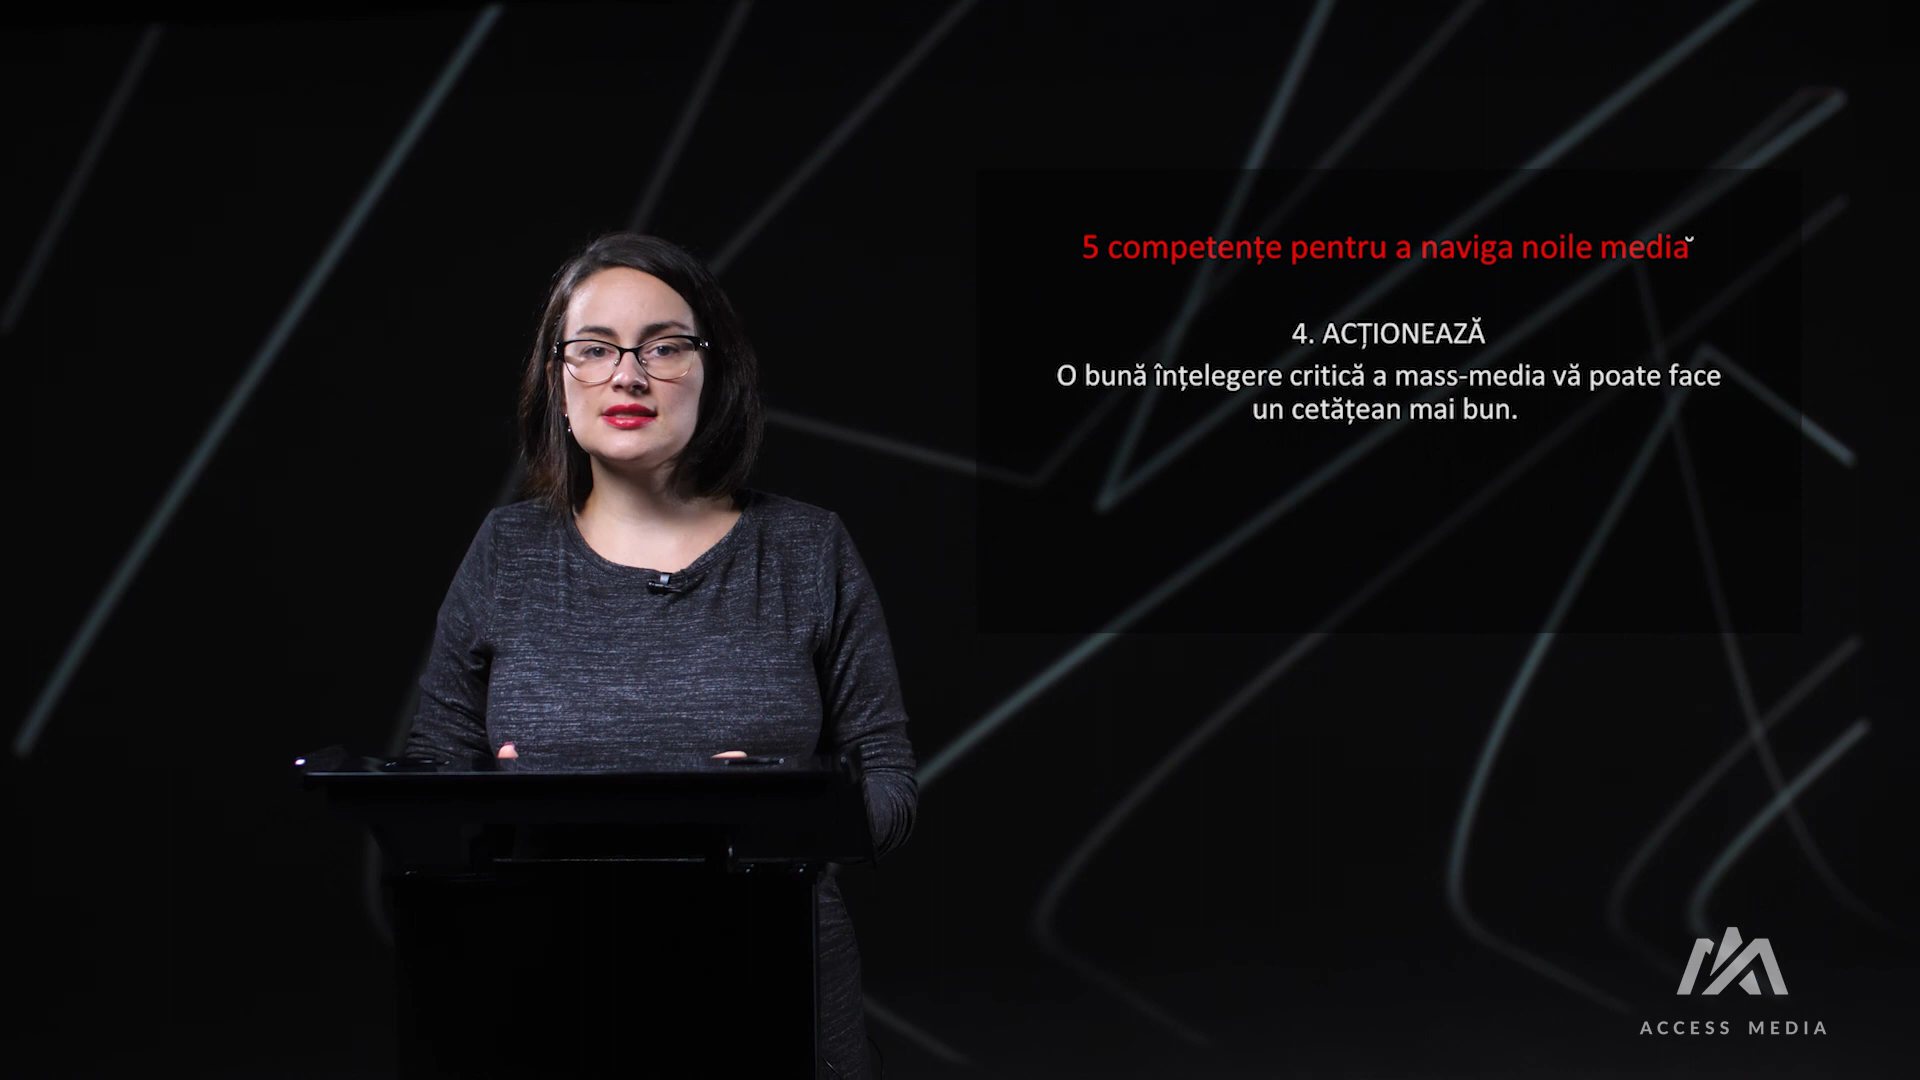 5 competențe pentru a naviga noile media˘
4. ACȚIONEAZĂ
O bună înțelegere critică a mass-media vă poate face
un cetățean mai bun.
ACCESS MEDIA